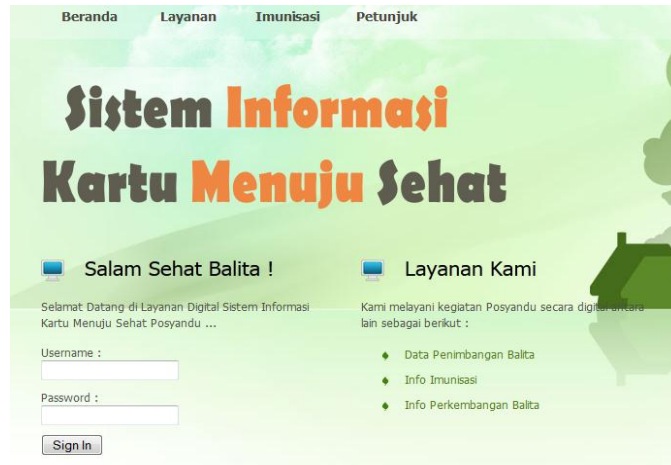 Beranda Layanan Imunisasi Petunjuk
Sistem Informasi
Kartu Menuju Sehat
Salam Sehat Balita !
Selamat Datang di Layanan Digital Sistem Informasi
Kartu Menuju Sehat Posyandu ...
Username :
Password :
Sign In
Layanan Kami
Kami melayani kegiatan Posyandu secara digital antara
lain sebagai berikut :
Data Penimbangan Balita
Info Imunisasi
Info Perkembangan Balita